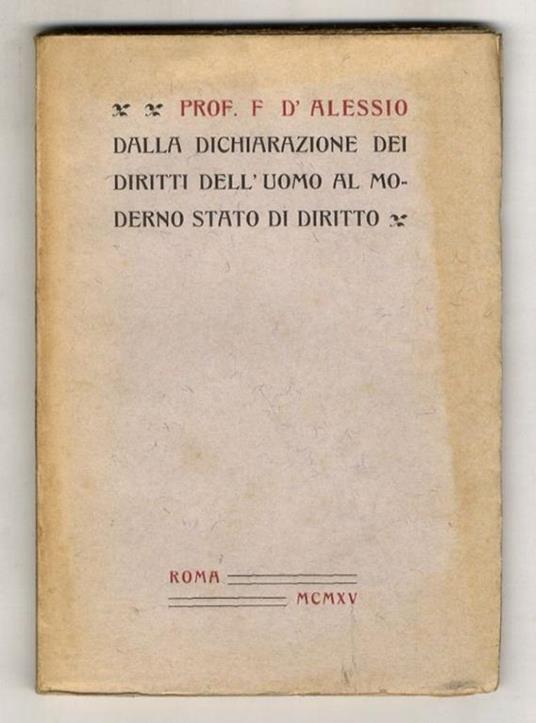 PROF. F D'ALESSIO
DALLA DICHIARAZIONE DEI
DIRITTI DELL'UOMO AL MO-
DERNO STATO DI DIRITTO
ROMA
MCMXV